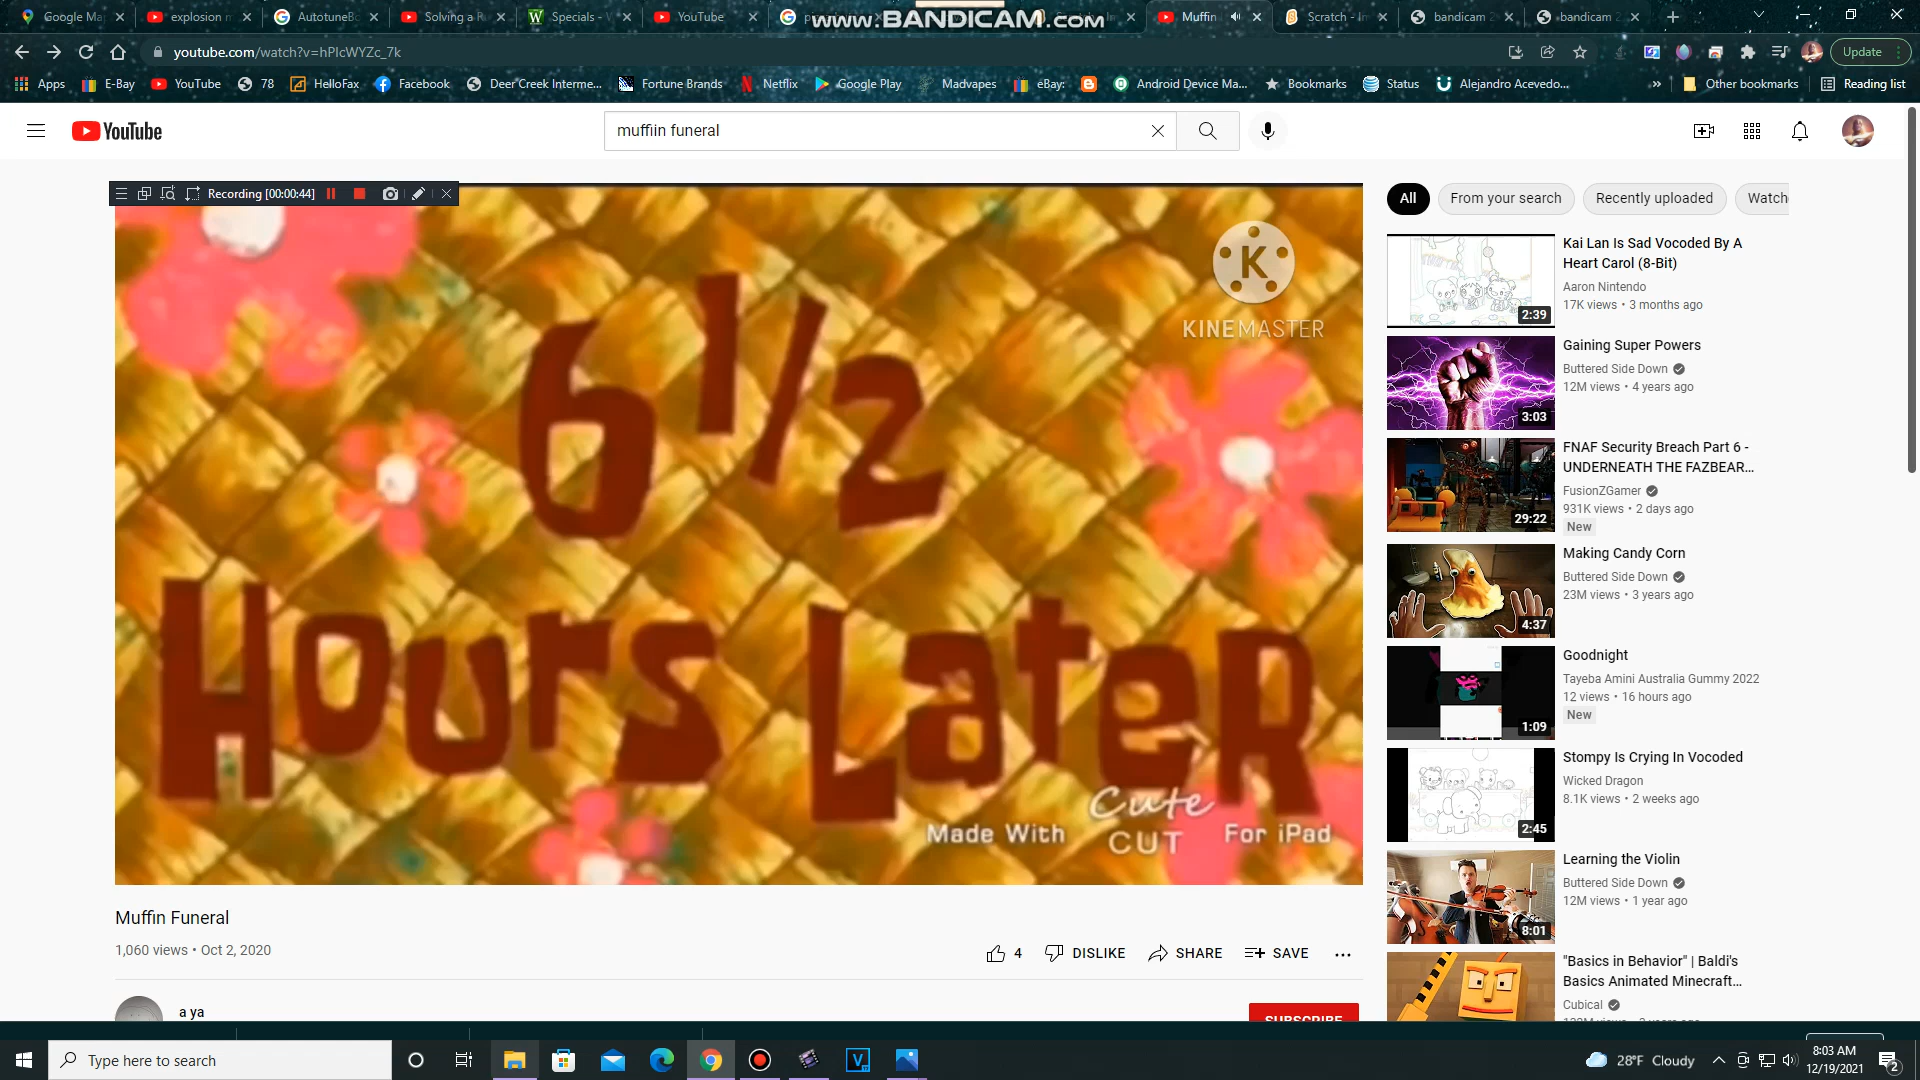 Google Ma
explosion m
AutotuneBo
Solving a R
Specials - W
YouTube
www.BANDICAM.com
Muffin
Scratch - Im
bandicam 2
bandicam 2
youtube.com/watch?v=hPlcWYZc_7k
Update
Apps
E-Bay
YouTube
78
HelloFax
Facebook
Deer Creek Interme...
Fortune Brands
Netflix
Google Play
Madvapes
eBay:
Android Device Ma...
Bookmarks
Status
Alejandro Acevedo...
»
Other bookmarks
Reading list
YouTube
muffiin funeral
Recording [00:00:44]
6 1/2
Hours Later
K
KINEMASTER
Made With Cute CUT For iPad
Muffin Funeral
1,060 views • Oct 2, 2020
4
DISLIKE
SHARE
SAVE
a ya
SUBSCRIBE
All
From your search
Recently uploaded
Watch
2:39
Kai Lan Is Sad Vocoded By A
Heart Carol (8-Bit)
Aaron Nintendo
17K views • 3 months ago
3:03
Gaining Super Powers
Buttered Side Down
12M views • 4 years ago
29:22
FNAF Security Breach Part 6 -
UNDERNEATH THE FAZBEAR...
FusionZGamer
931K views • 2 days ago
New
4:37
Making Candy Corn
Buttered Side Down
23M views • 3 years ago
1:09
Goodnight
Tayeba Amini Australia Gummy 2022
12 views • 16 hours ago
New
2:45
Stompy Is Crying In Vocoded
Wicked Dragon
8.1K views • 2 weeks ago
8:01
Learning the Violin
Buttered Side Down
12M views • 1 year ago
"Basics in Behavior" | Baldi's
Basics Animated Minecraft...
Cubical
Type here to search
28°F Cloudy
8:03 AM
12/19/2021
2